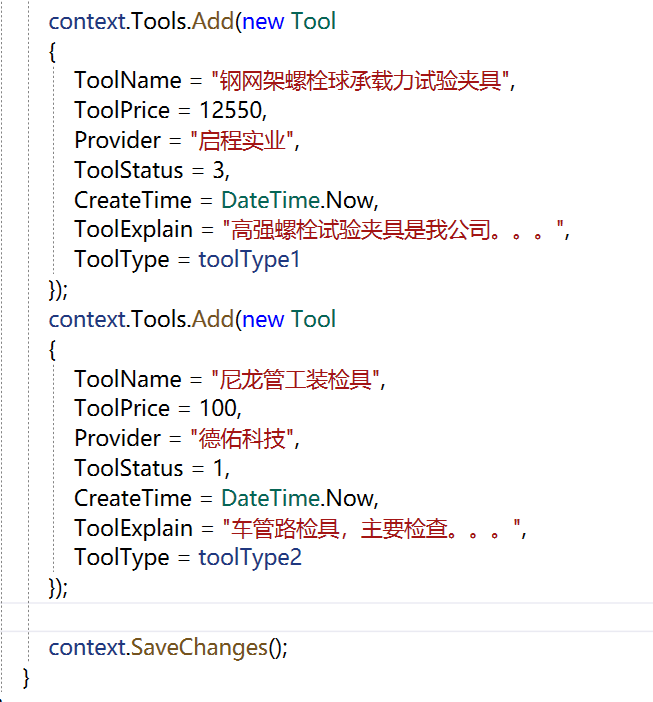 context.Tools.Add(new Tool
{
ToolName = "钢网架螺栓球承载力试验夹具",
ToolPrice = 12550,
Provider = "启程实业",
ToolStatus = 3,
CreateTime = DateTime.Now,
ToolExplain = "高强螺栓试验夹具是我公司。。。",
ToolType = toolType1
});
context.Tools.Add(new Tool
{
ToolName = "尼龙管工装检具",
ToolPrice = 100,
Provider = "德佑科技",
ToolStatus = 1,
CreateTime = DateTime.Now,
ToolExplain = "车管路检具，主要检查。。。",
ToolType = toolType2
});
context.SaveChanges();
}